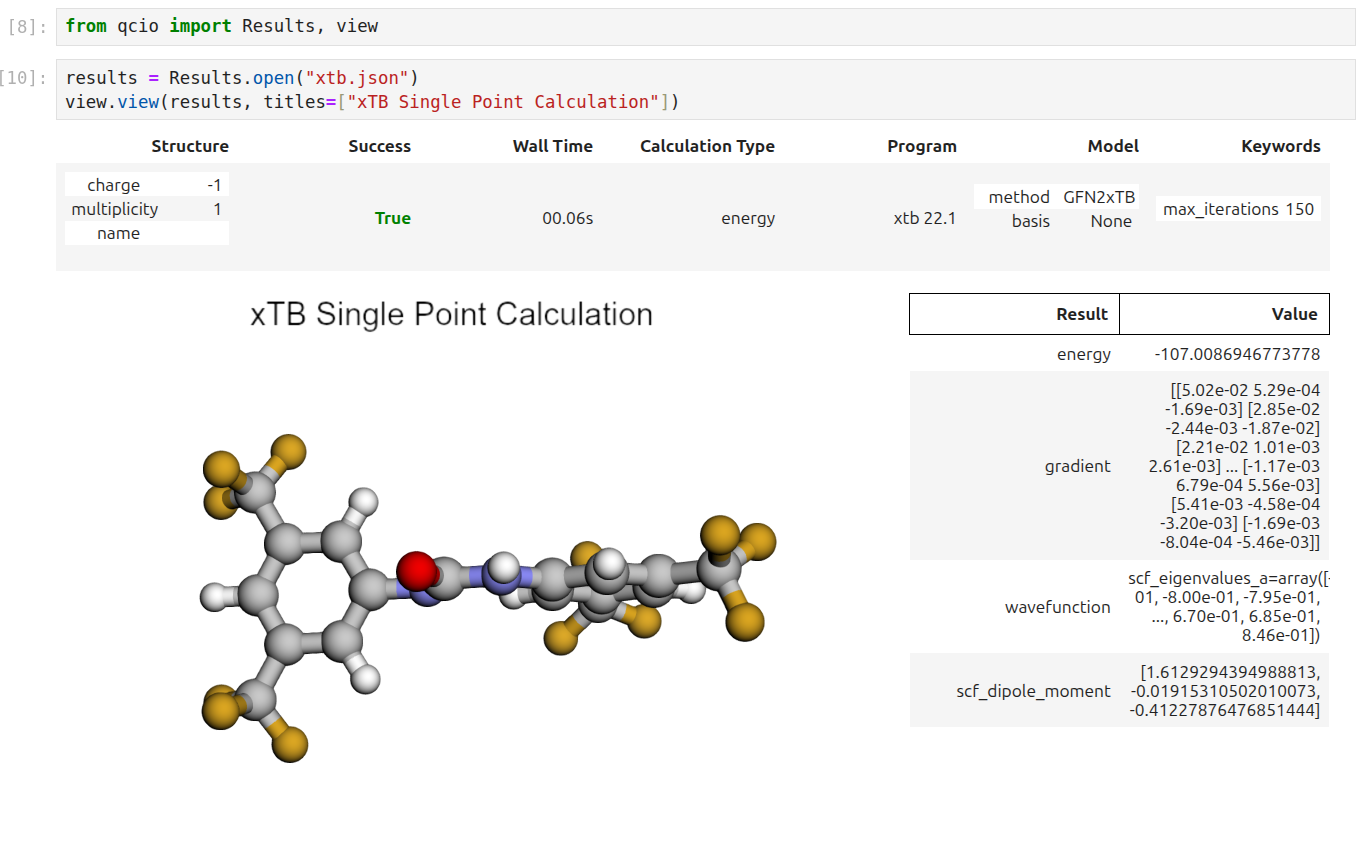 [8]: from qcio import Results, view
[10]: results = Results.open("xtb.json")
view.view(results, titles=["xTB Single Point Calculation"])
Structure Success Wall Time Calculation Type Program Model Keywords
charge -1
multiplicity 1
name
True 00.06s energy xtb 22.1
method GFN2xTB
basis None
max_iterations 150
xTB Single Point Calculation
Result Value
energy -107.0086946773778
gradient
[[5.02e-02 5.29e-04
-1.69e-03] [2.85e-02
-2.44e-03 -1.87e-02]
[2.21e-02 1.01e-03
2.61e-03] ... [-1.17e-03
6.79e-04 5.56e-03]
[5.41e-03 -4.58e-04
-3.20e-03] [-1.69e-03
-8.04e-04 -5.46e-03]]
wavefunction
scf_eigenvalues_a=array([-
01, -8.00e-01, -7.95e-01,
..., 6.70e-01, 6.85e-01,
8.46e-01])
scf_dipole_moment
[1.6129294394988813,
-0.01915310502010073,
-0.41227876476851444]